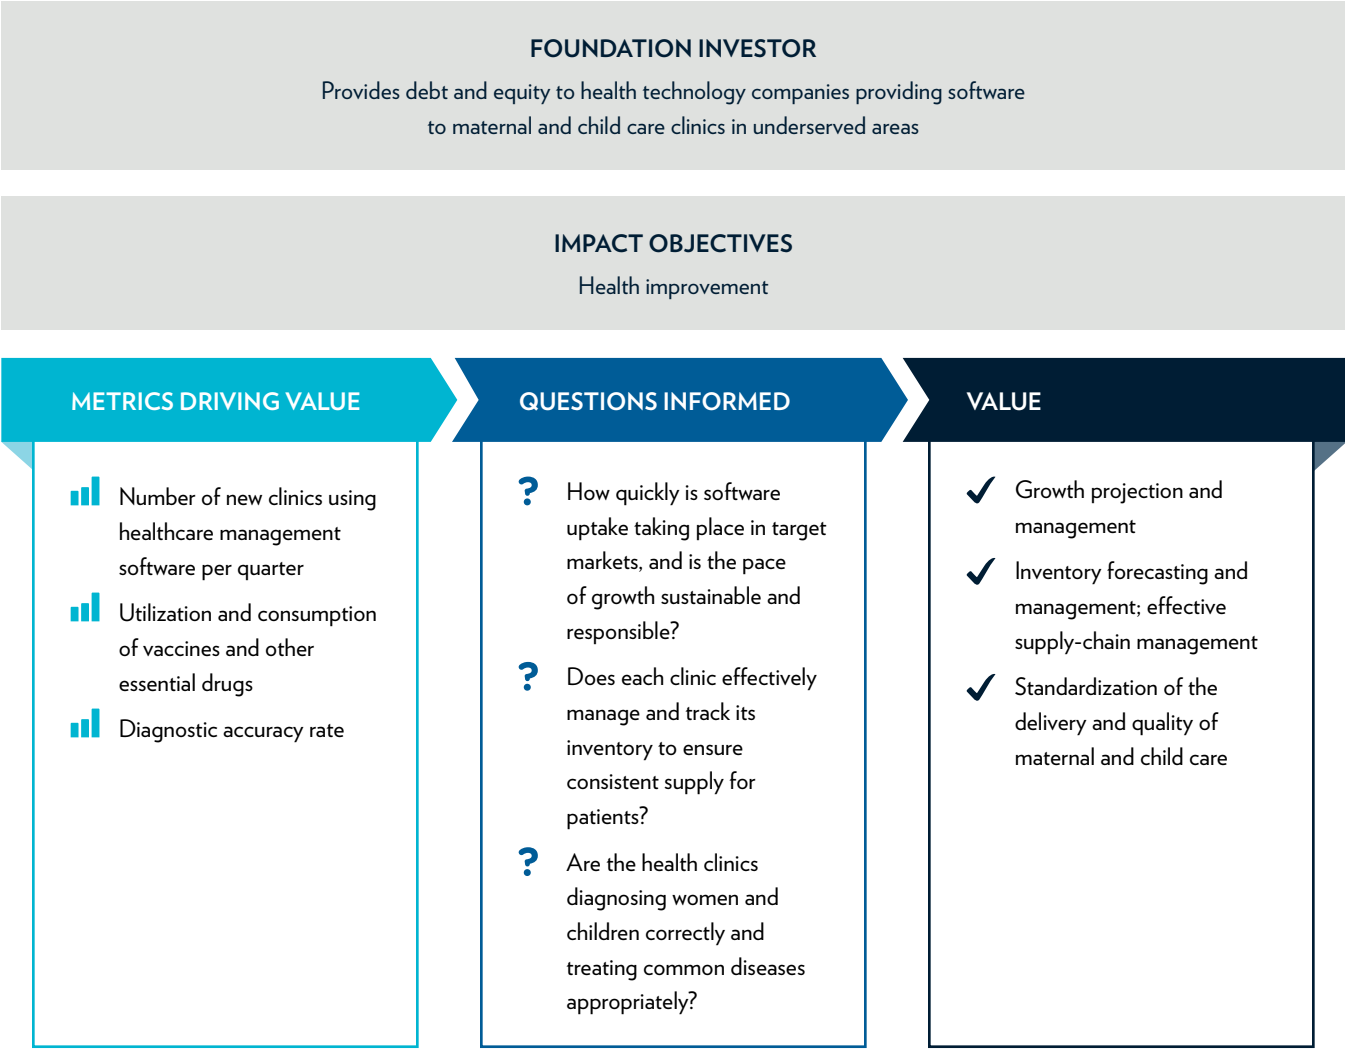 FOUNDATION INVESTOR
Provides debt and equity to health technology companies providing software
to maternal and child care clinics in underserved areas
IMPACT OBJECTIVES
Health improvement
METRICS DRIVING VALUE
Number of new clinics using
healthcare management
software per quarter
Utilization and consumption
of vaccines and other
essential drugs
Diagnostic accuracy rate
QUESTIONS INFORMED
How quickly is software
uptake taking place in target
markets, and is the pace
of growth sustainable and
responsible?
Does each clinic effectively
manage and track its
inventory to ensure
consistent supply for
patients?
Are the health clinics
diagnosing women and
children correctly and
treating common diseases
appropriately?
VALUE
Growth projection and
management
Inventory forecasting and
management; effective
supply-chain management
Standardization of the
delivery and quality of
maternal and child care